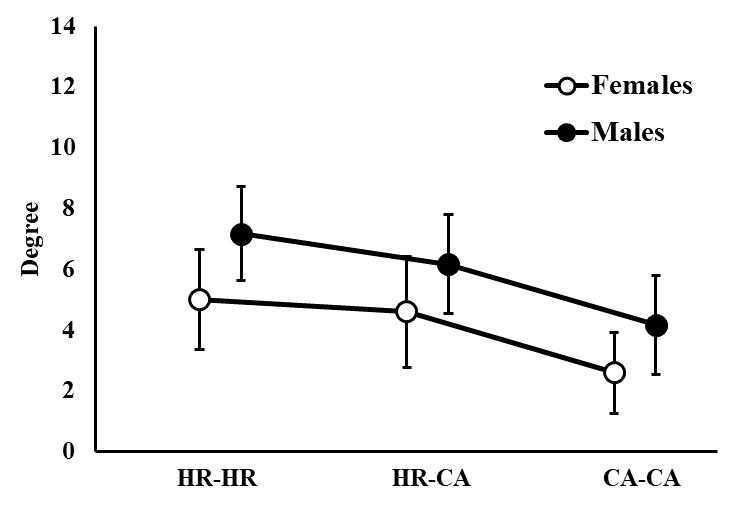 14
12
10
8
6
4
2
0
Degree
Females
Males
HR-HR
HR-CA
CA-CA